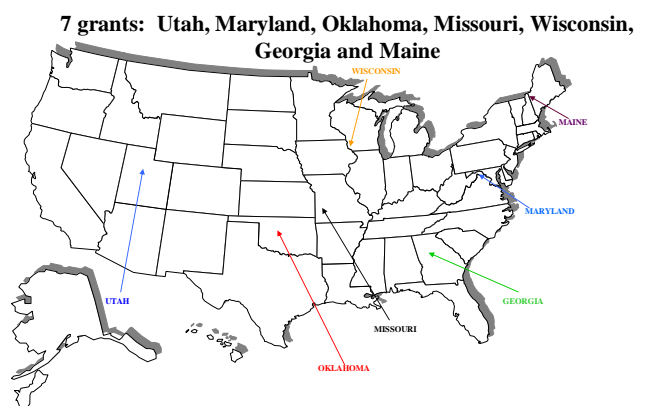 7 grants:  Utah, Maryland, Oklahoma, Missouri, Wisconsin,
Georgia and Maine
WISCONSIN
MAINE
MARYLAND
UTAH
GEORGIA
MISSOURI
OKLAHOMA